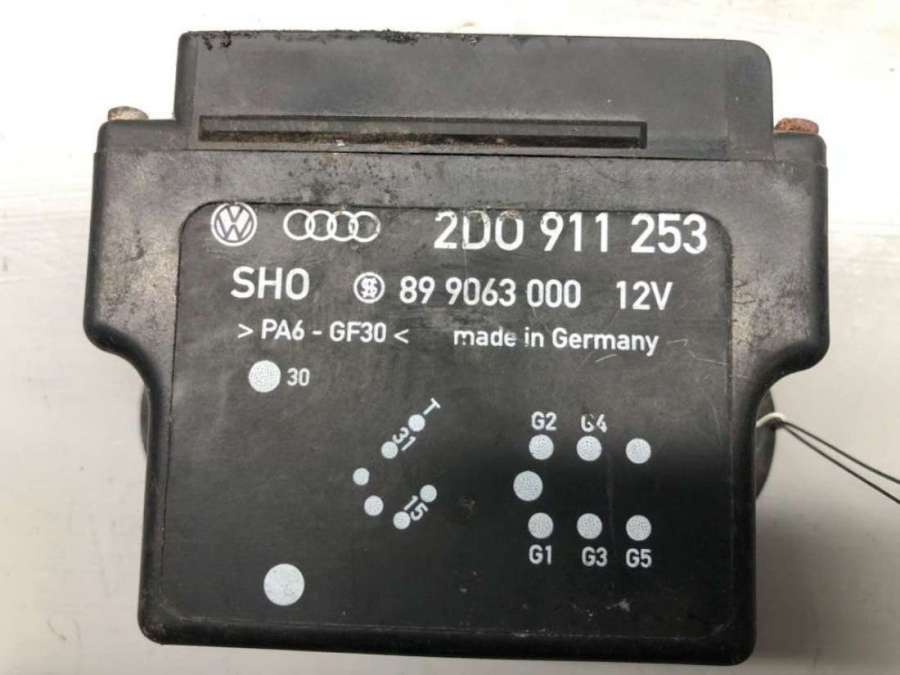 2D0 911 253
SHO 89 9063 000 12V
>PA6-GF30< made in Germany
30
T
31
15
G2 G4
G1 G3 G5